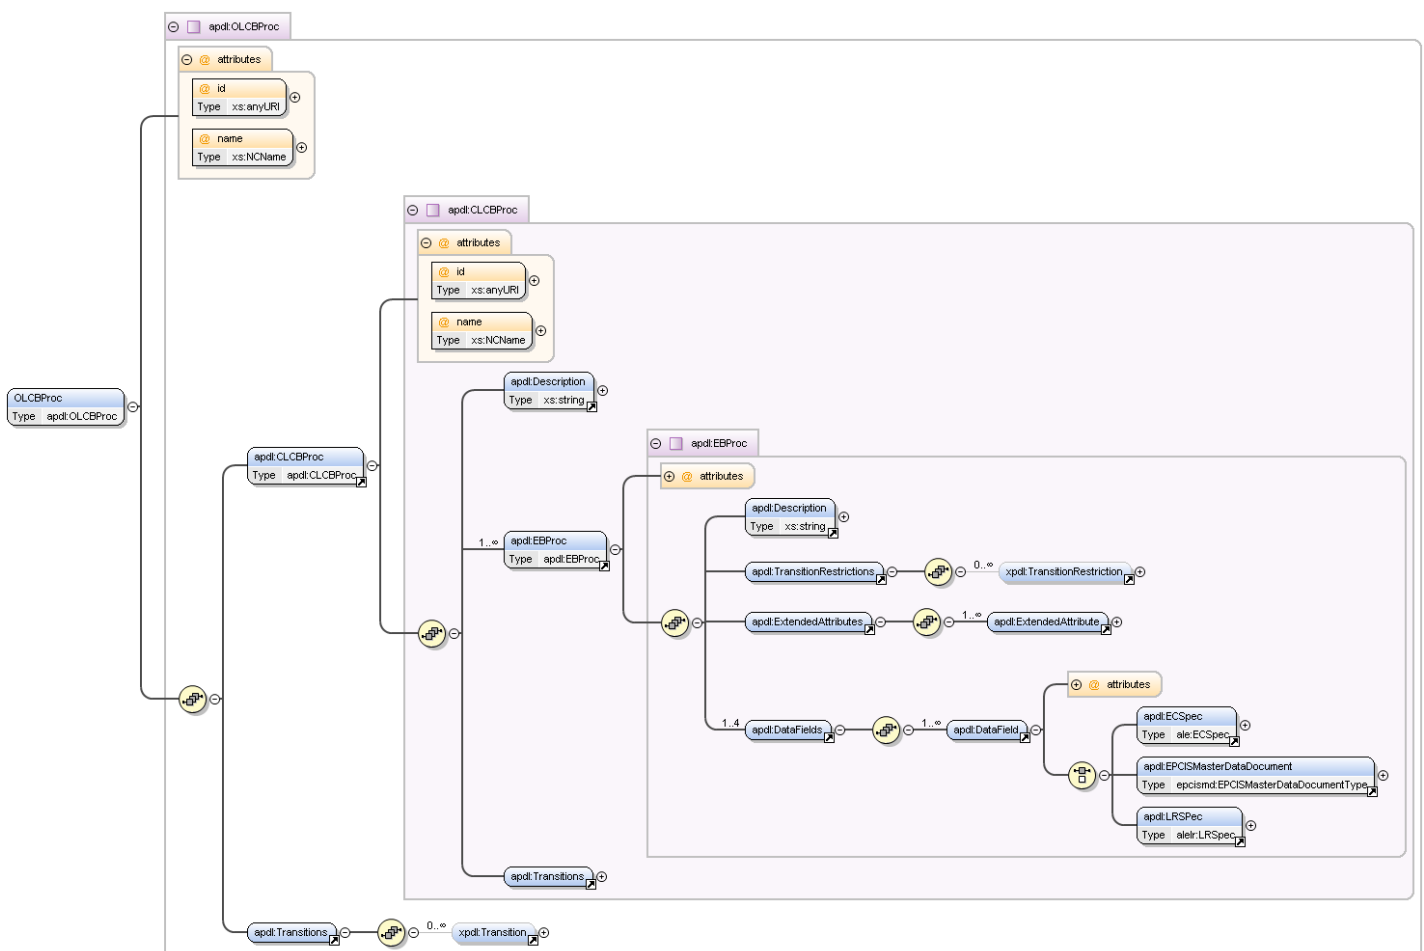 apdl:OLCBProc
@ attributes
@ id
Type xs:anyURI
@ name
Type xs:NCName
apdl:CLCBProc
@ attributes
@ id
Type xs:anyURI
@ name
Type xs:NCName
OLCBProc
Type apdl:OLCBProc
apdl:Description
Type xs:string
apdl:EBProc
apdl:CLCBProc
Type apdl:CLCBProc
@ attributes
apdl:Description
Type xs:string
1..∞
apdl:EBProc
Type apdl:EBProc
apdl:TransitionRestrictions
0..∞
xpdl:TransitionRestriction
apdl:ExtendedAttributes
1..∞
apdl:ExtendedAttribute
@ attributes
1..4
apdl:DataFields
1..∞
apdl:DataField
apdl:ECSpec
Type ale:ECSpec
apdl:EPCISMasterDataDocument
Type epcismd:EPCISMasterDataDocumentType
apdl:LRSPec
Type alelr:LRSpec
apdl:Transitions
apdl:Transitions
0..∞
xpdl:Transition